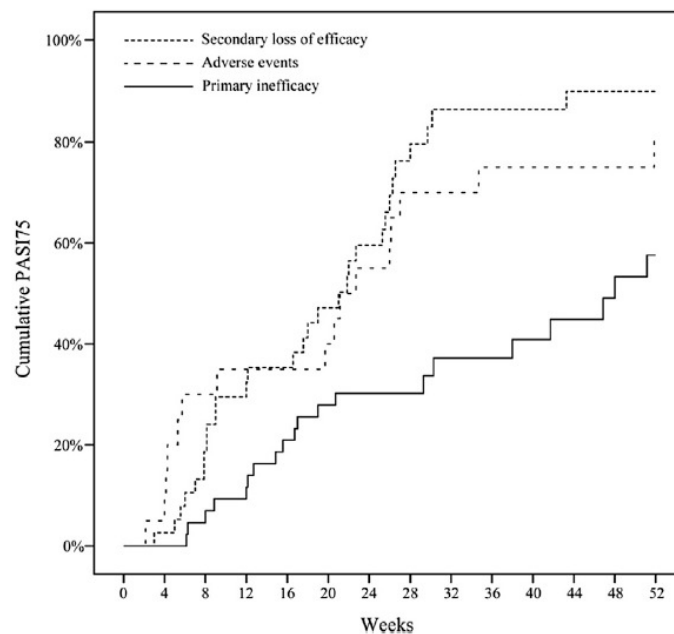 100%
80%
60%
40%
20%
0%
Cumulative PASI75
Secondary loss of efficacy
Adverse events
Primary inefficacy
0 4 8 12 16 20 24 28 32 36 40 44 48 52
Weeks